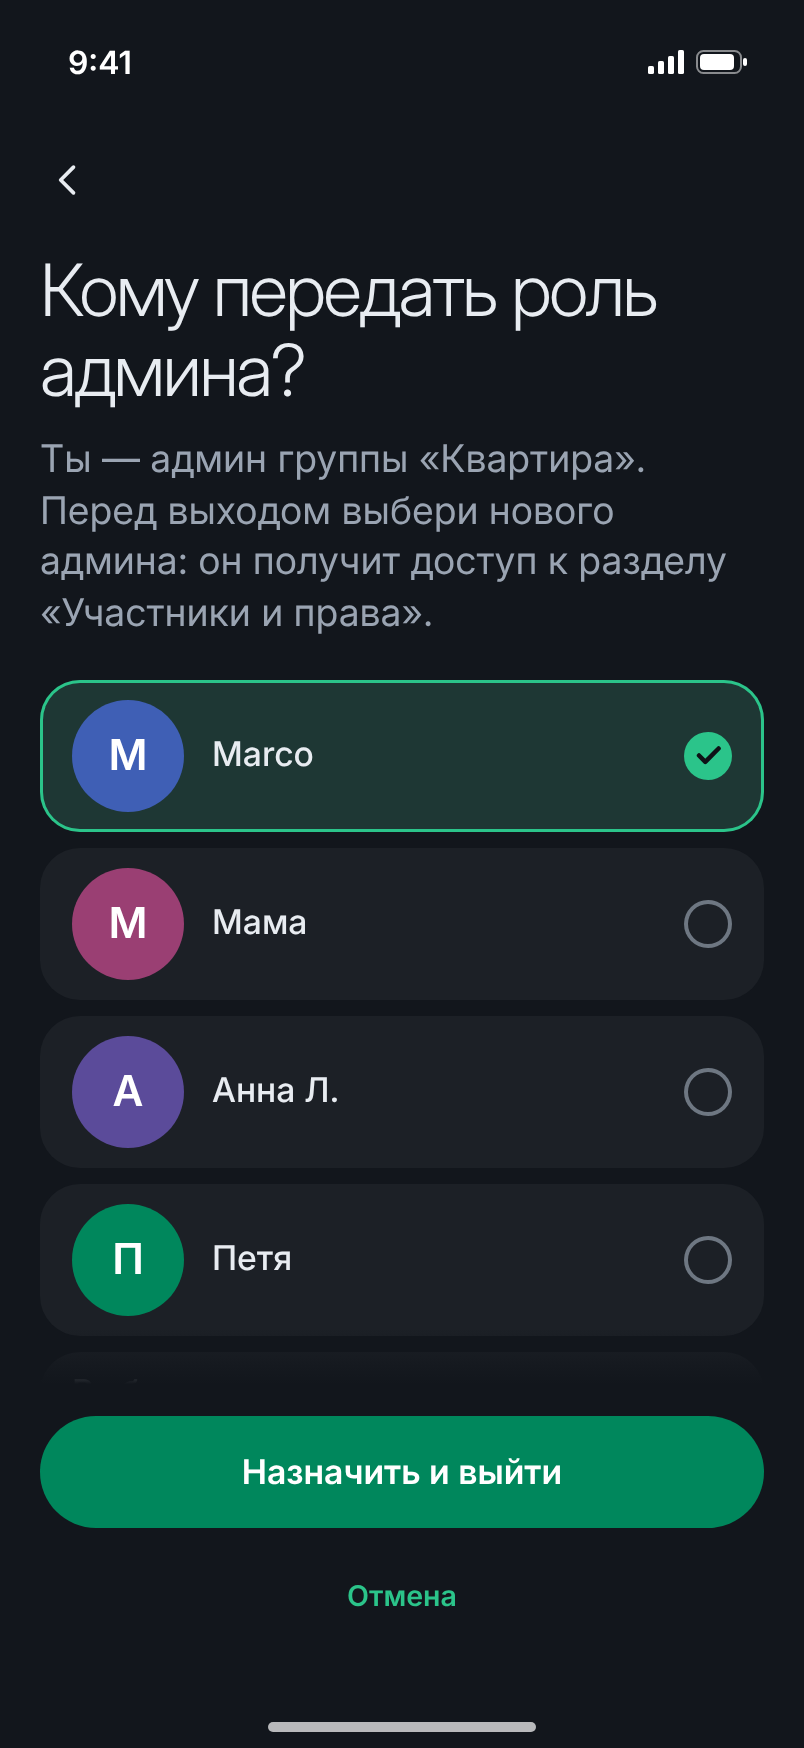 9:41
Кому передать роль
админа?
Ты — админ группы «Квартира».
Перед выходом выбери нового
админа: он получит доступ к разделу
«Участники и права».
М
Marco
М
Мама
А
Анна Л.
П
Петя
Назначить и выйти
Отмена